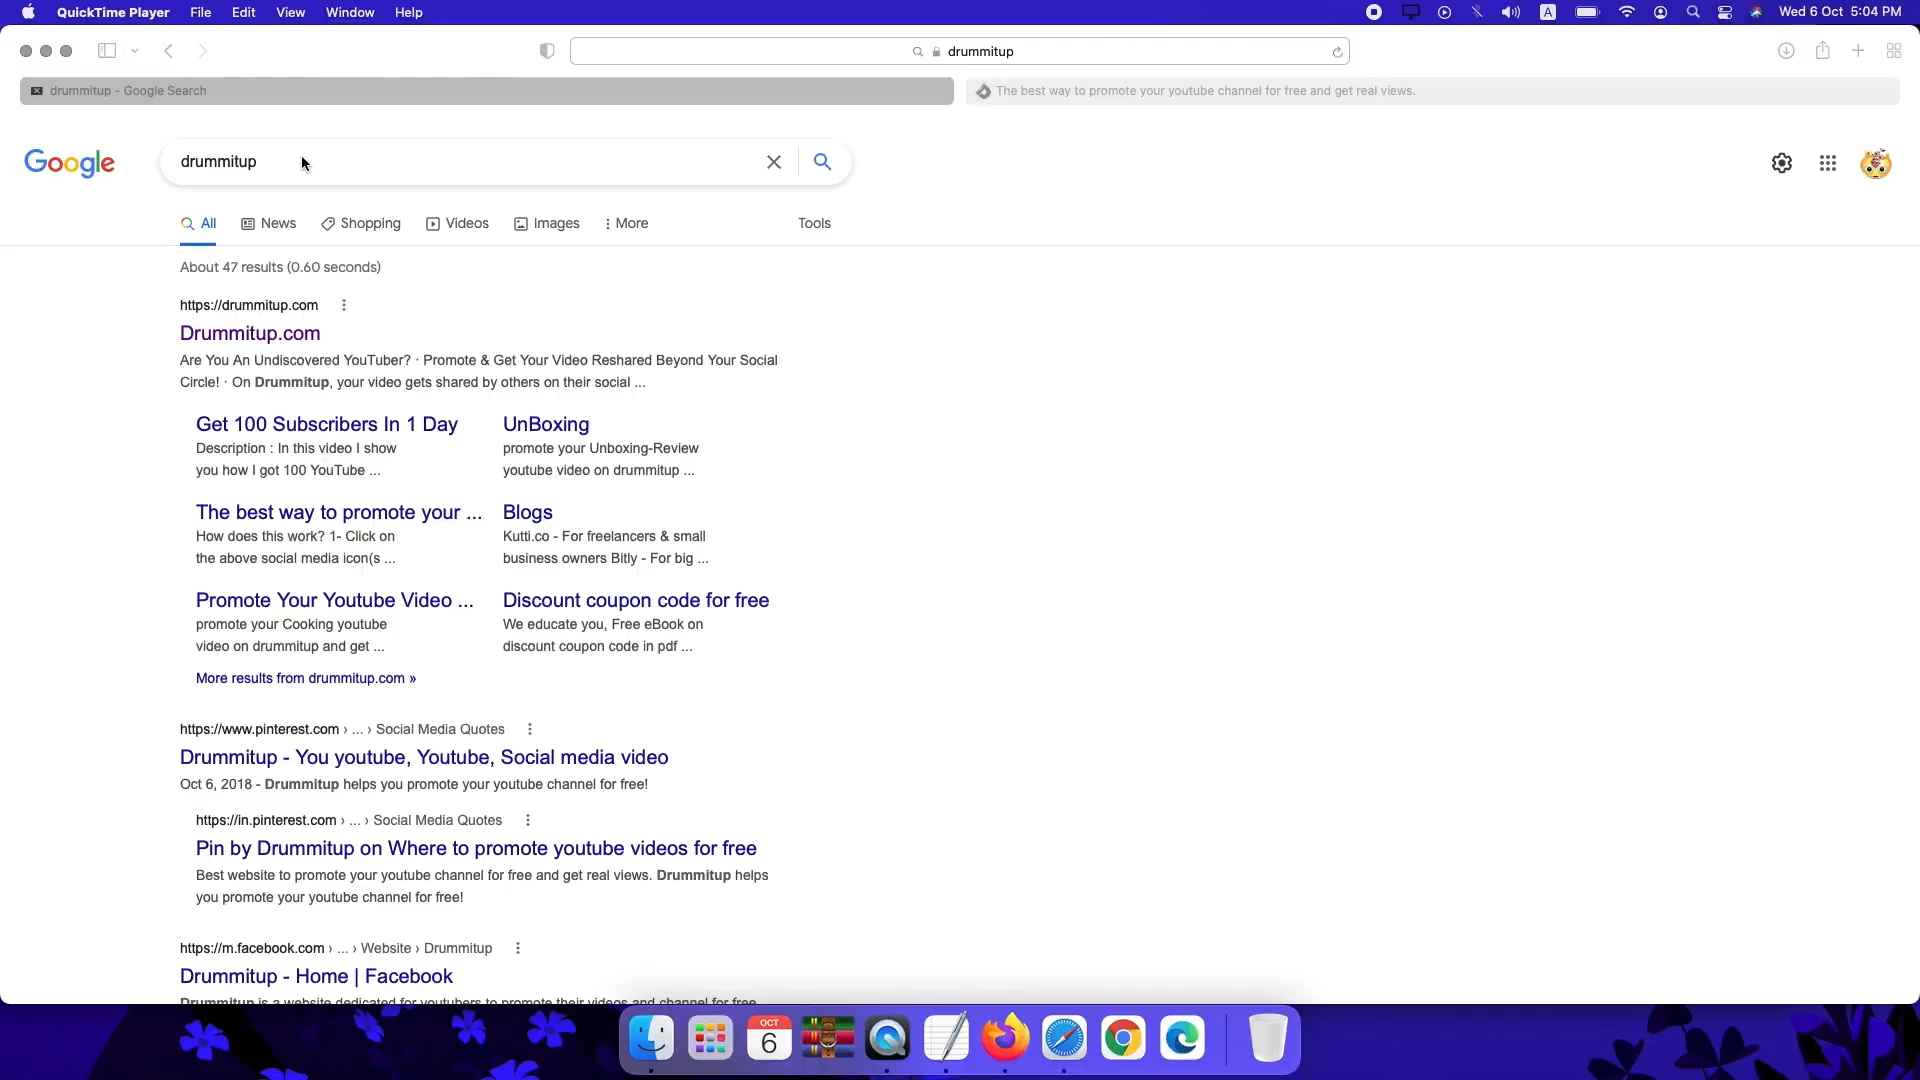 QuickTime Player File Edit View Window Help
A
Wed 6 Oct 5:04 PM
drummitup
drummitup - Google Search
The best way to promote your youtube channel for free and get real views.
Google
drummitup
All News Shopping Videos Images More Tools
About 47 results (0.60 seconds)
https://drummitup.com
Drummitup.com
Are You An Undiscovered YouTuber? · Promote & Get Your Video Reshared Beyond Your Social
Circle! · On Drummitup, your video gets shared by others on their social ...
Get 100 Subscribers In 1 Day
Description : In this video I show
you how I got 100 YouTube ...
UnBoxing
promote your Unboxing-Review
youtube video on drummitup ...
The best way to promote your ...
How does this work? 1- Click on
the above social media icon(s ...
Blogs
Kutti.co - For freelancers & small
business owners Bitly - For big ...
Promote Your Youtube Video ...
promote your Cooking youtube
video on drummitup and get ...
Discount coupon code for free
We educate you, Free eBook on
discount coupon code in pdf ...
More results from drummitup.com »
https://www.pinterest.com › ... › Social Media Quotes
Drummitup - You youtube, Youtube, Social media video
Oct 6, 2018 - Drummitup helps you promote your youtube channel for free!
https://in.pinterest.com › ... › Social Media Quotes
Pin by Drummitup on Where to promote youtube videos for free
Best website to promote your youtube channel for free and get real views. Drummitup helps
you promote your youtube channel for free!
https://m.facebook.com › ... › Website › Drummitup
Drummitup - Home | Facebook
Drummitup is a website dedicated for youtubers to promote their videos and channel for free
OCT
6